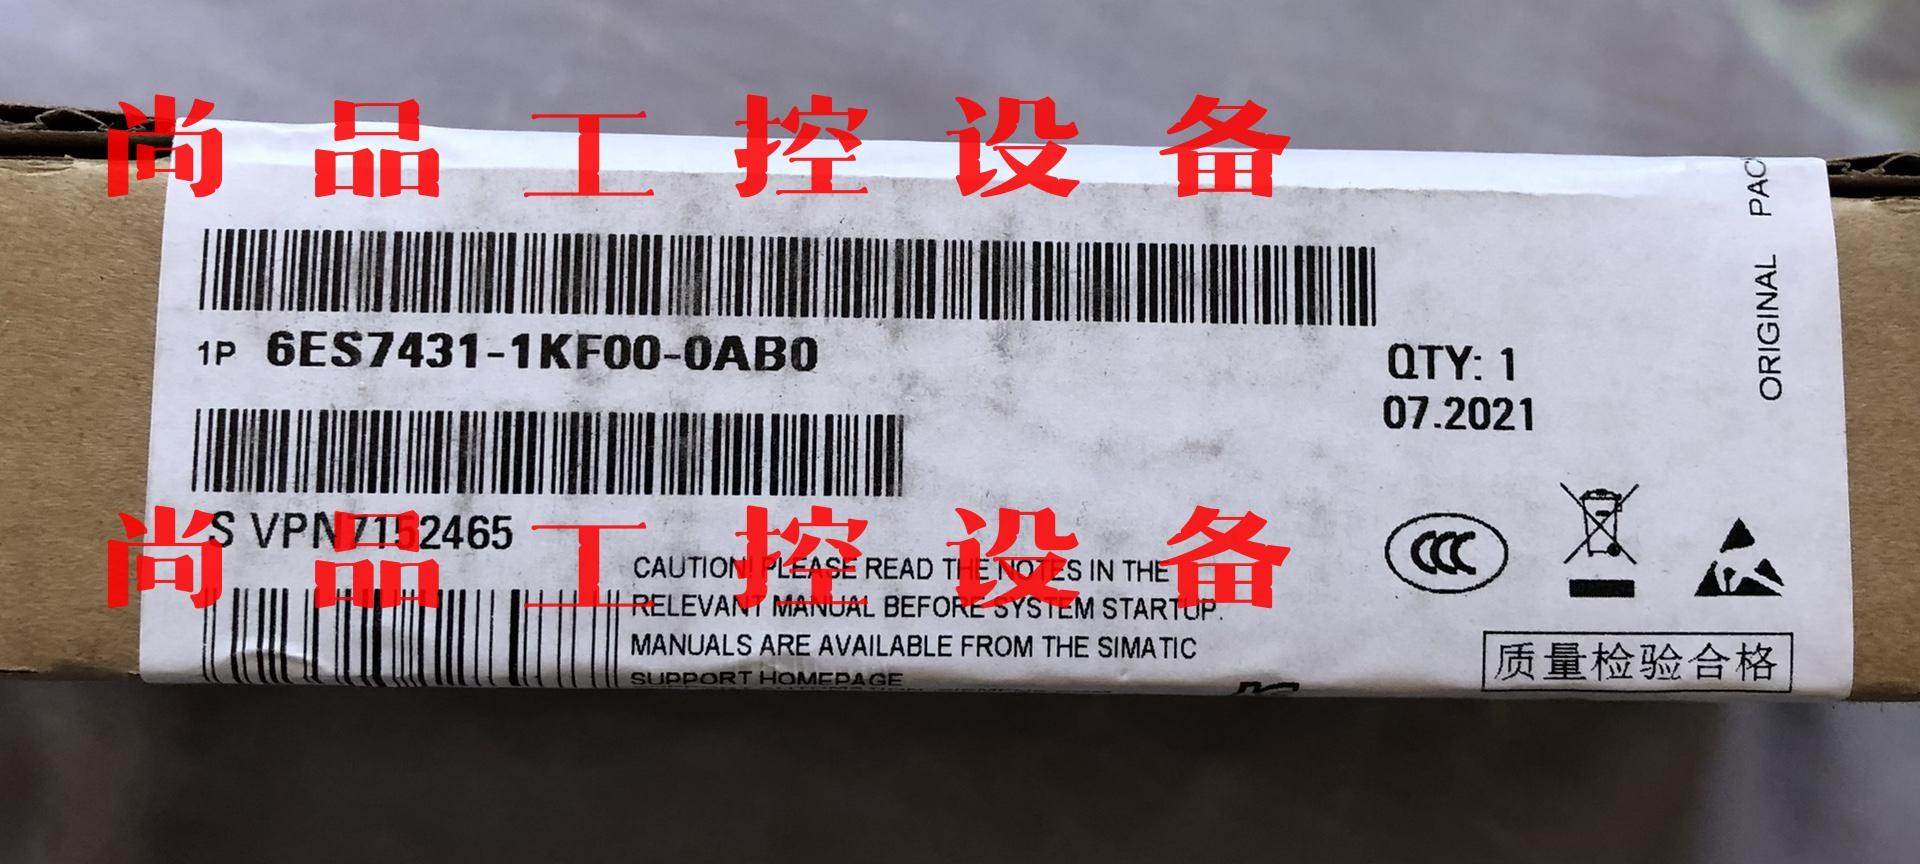 尚品工控设备
ORIGINAL PAC
1P 6ES7431-1KF00-0AB0
QTY: 1
07.2021
S VPN7152465
尚品工控设备
CCC
CAUTION! PLEASE READ THE NOTES IN THE
RELEVANT MANUAL BEFORE SYSTEM STARTUP.
MANUALS ARE AVAILABLE FROM THE SIMATIC
SUPPORT HOMEPAGE
质量检验合格